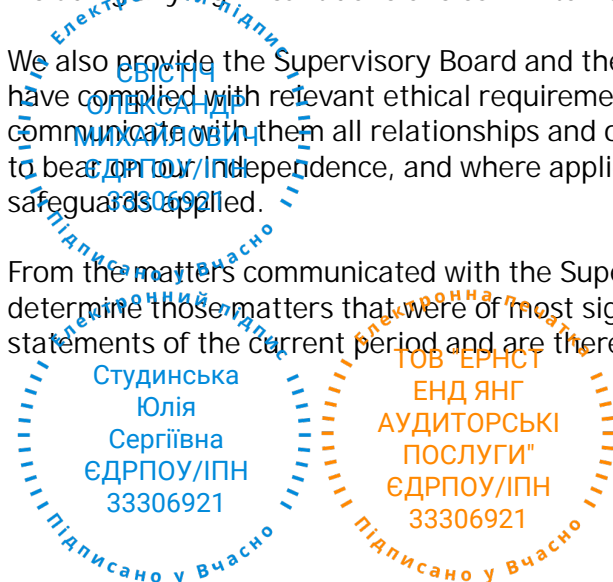 Електронний підпис
We also provide the Supervisory Board and the
have complied with relevant ethical requireme
communicate with them all relationships and
to bear on our independence, and where appli
safeguards applied.
СВІСТІЧ
ОЛЕКСАНДР
МИХАЙЛОВИЧ
ЄДРПОУ/ІПН
33306921
Підписано у Вчасно
From the matters communicated with the Supe
determine those matters that were of most sig
statements of the current period and are there
Електронний підпис
Студинська
Юлія
Сергіївна
ЄДРПОУ/ІПН
33306921
Підписано у Вчасно
Електронна печатка
ТОВ "ЕРНСТ
ЕНД ЯНГ
АУДИТОРСЬКІ
ПОСЛУГИ"
ЄДРПОУ/ІПН
33306921
Підписано у Вчасно